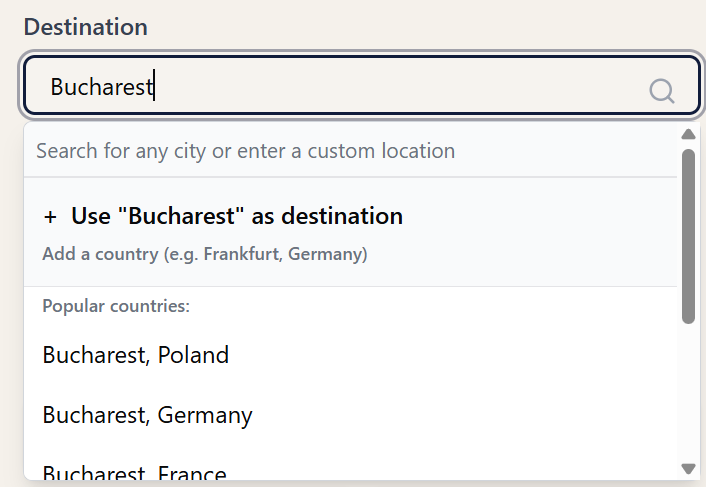 Destination
Bucharest
Search for any city or enter a custom location
+ Use "Bucharest" as destination
Add a country (e.g. Frankfurt, Germany)
Popular countries:
Bucharest, Poland
Bucharest, Germany
Bucharest, France